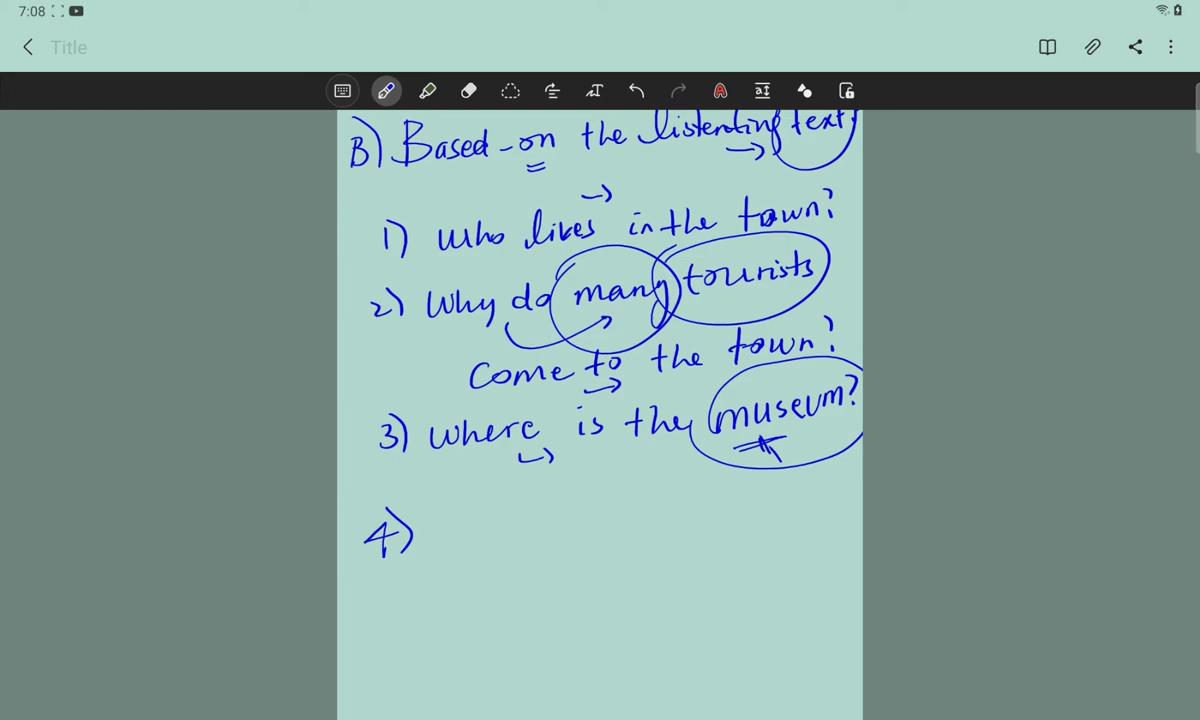 7:08
Title
B) Based on the listenting text,
1) who lives in the town?
2) Why do many tourists
Come to the town?
3) where is the museum?
4)